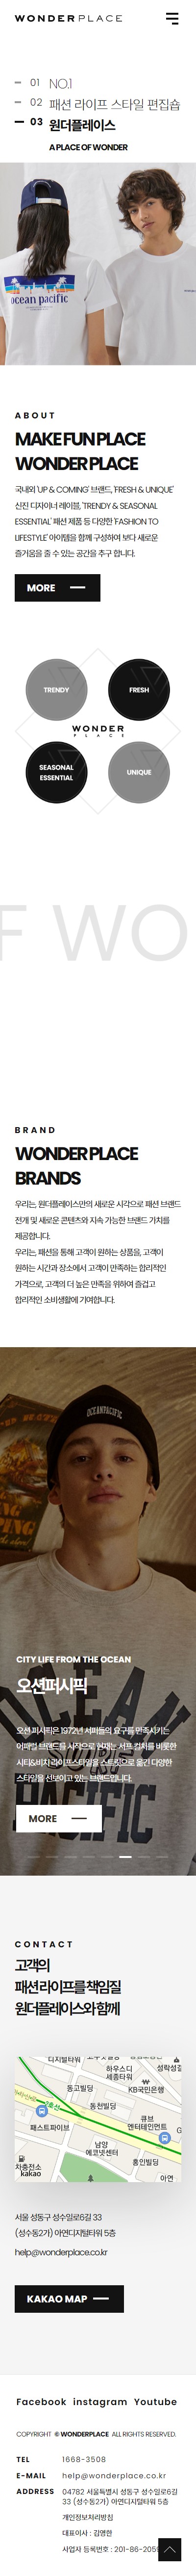 WONDER PLACE
01 NO.1
02 패션 라이프 스타일 편집숍
03 원더플레이스
A PLACE OF WONDER
ocean pacific
ABOUT
MAKE FUN PLACE
WONDER PLACE
국내외 'UP & COMING' 브랜드, 'FRESH & UNIQUE'
신진 디자이너 레이블, 'TRENDY & SEASONAL
ESSENTIAL' 패션 제품 등 다양한 'FASHION TO
LIFESTYLE' 아이템을 함께 구성하여 보다 새로운
즐거움을 줄 수 있는 공간을 추구 합니다.
MORE
TRENDY
FRESH
WONDER
PLACE
SEASONAL
ESSENTIAL
UNIQUE
F WO
BRAND
WONDER PLACE
BRANDS
우리는, 원더플레이스만의 새로운 시각으로 패션 브랜드
전개 및 새로운 콘텐츠와 지속 가능한 브랜드 가치를
제공합니다.
우리는, 패션을 통해 고객이 원하는 상품을, 고객이
원하는 시간과 장소에서 고객이 만족하는 합리적인
가격으로, 고객의 더 높은 만족을 위하여 즐겁고
합리적인 소비생활에 기여합니다.
OCEANPACIFIC
CITY LIFE FROM THE OCEAN
오션퍼시픽
오션 퍼시픽은 1972년 서퍼들의 요구를 만족시키는
어패럴 브랜드를 시작으로 현재는 서프 컬처를 비롯한
시티&비치 라이프스타일을 스트릿으로 옮긴 다양한
스타일을 선보이고 있는 브랜드입니다.
MORE
CONTACT
고객의
패션 라이프를 책임질
원더플레이스와 함께
디지털타워
하우스디
세종타워
성락성결
동고빌딩
KB국민은행
동천빌딩
패스트파이브
큐브
엔터테인먼트
남양
에코넷센터
홍인빌딩
차충전소
kakao
아연
서울 성동구 성수일로6길 33
(성수동2가) 아연디지털타워 5층
help@wonderplace.co.kr
KAKAO MAP
Facebook instagram Youtube
COPYRIGHT © WONDERPLACE ALL RIGHTS RESERVED.
TEL 1668-3508
E-MAIL help@wonderplace.co.kr
ADDRESS 04782 서울특별시 성동구 성수일로6길
33 (성수동2가) 아연디지털타워 5층
개인정보처리방침
대표이사 : 김영한
사업자 등록번호 : 201-86-2059